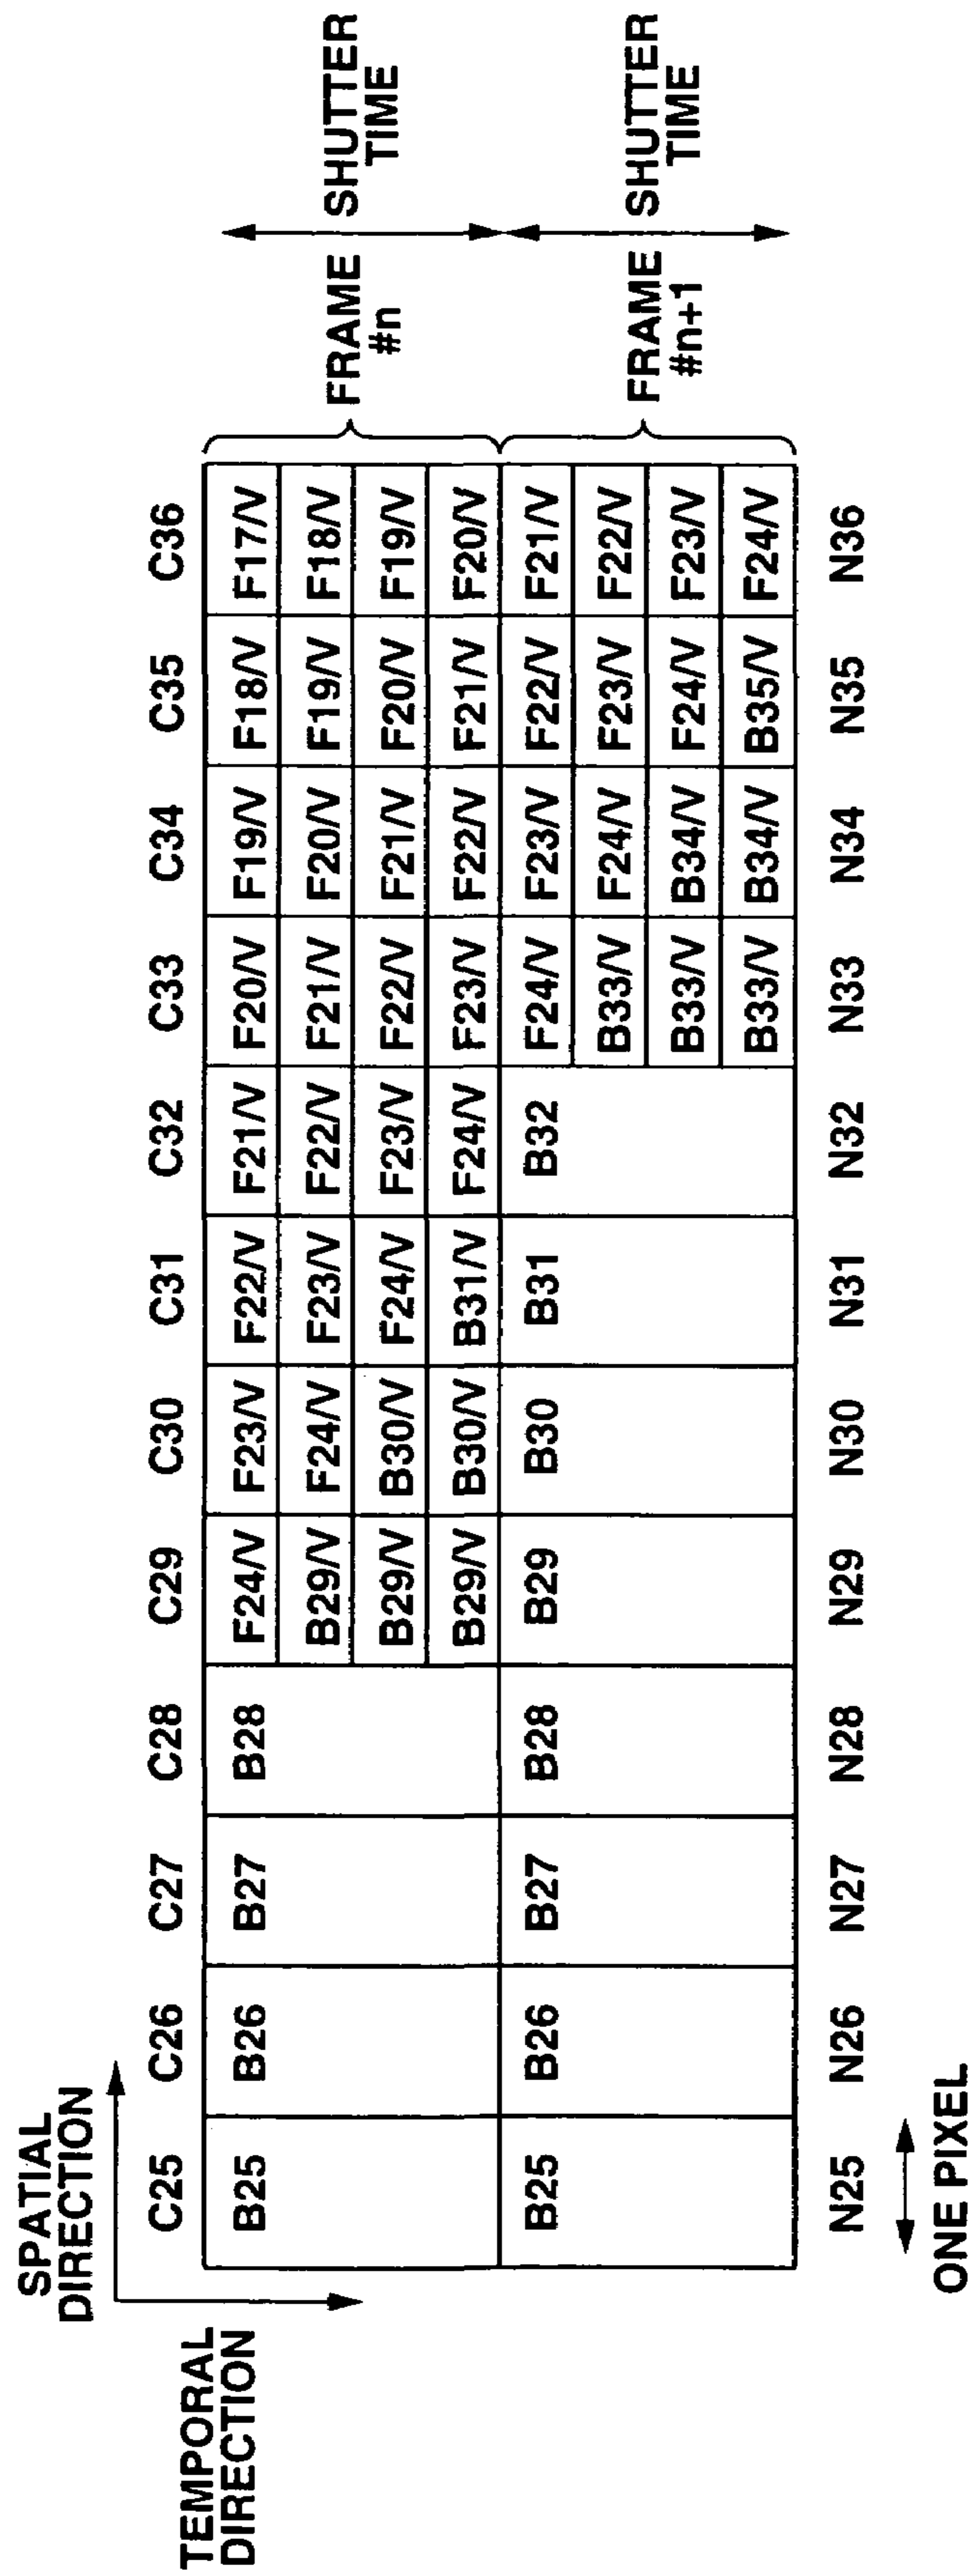 SPATIAL
DIRECTION
TEMPORAL
DIRECTION
C25 C26 C27 C28 C29 C30 C31 C32 C33 C34 C35 C36
B25 B26 B27 B28 F24/V F23/V F22/V F21/V F20/V F19/V F18/V F17/V
B29/V F24/V F23/V F22/V F21/V F20/V F19/V F18/V
B29/V B30/V F24/V F23/V F22/V F21/V F20/V F19/V
B29/V B30/V B31/V F24/V F23/V F22/V F21/V F20/V
B25 B26 B27 B28 B29 B30 B31 B32 F24/V F23/V F22/V F21/V
B33/V F24/V F23/V F22/V
B33/V B34/V F24/V F23/V
B33/V B34/V B35/V F24/V
N25 N26 N27 N28 N29 N30 N31 N32 N33 N34 N35 N36
ONE PIXEL
FRAME
#n
SHUTTER
TIME
FRAME
#n+1
SHUTTER
TIME